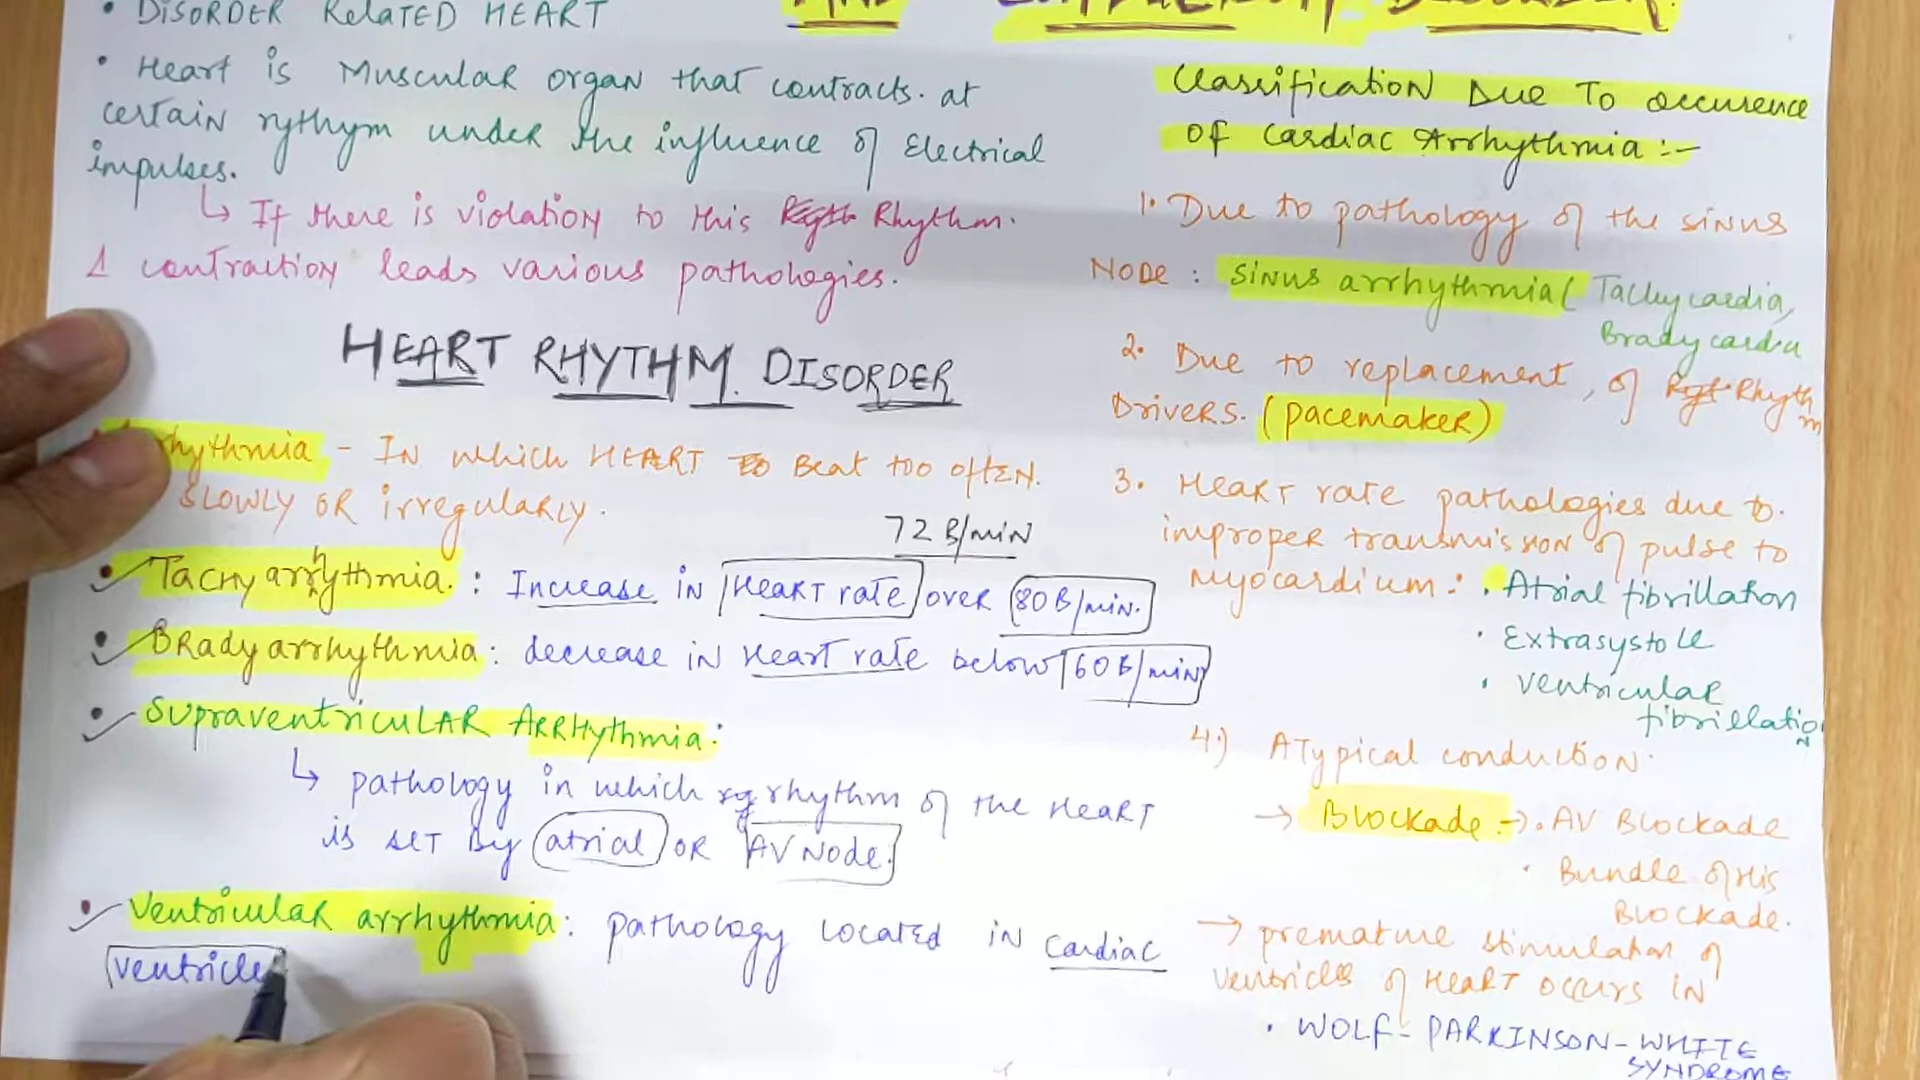 • DISORDER RELATED HEART
• Heart is Muscular organ that contracts. at
certain rythym under the influence of Electrical
impulses.
↳ If there is violation to this Rhythm.
contraction leads various pathologies.
HEART RHYTHM DISORDER
hythmia - IN which HEART Beat too often.
SLOWLY OR irregularly.
72 B/min
• Tachy arrhythmia. : Increase in Heart rate over 80 B/min.
• Bradyarrhythmia : decrease in Heart rate below 60 B/min
• Supraventricular Arrhythmia :
↳ pathology in which rhythm of the Heart
is set by atrial OR AV Node.
• Ventricular arrhythmia : pathology located in cardiac
ventricle
AND DISORDER
Classification Due To occurence
of Cardiac Arrhythmia :-
1. Due to pathology of the sinus
Node : sinus arrhythmia ( Tachycardia,
Bradycardia
2. Due to replacement, of Rhythm
Drivers. (pacemaker)
3. Heart rate pathologies due to.
improper transmission of pulse to
myocardium : • Atrial fibrillation
• Extrasystole
• Ventricular
fibrillation
4.) ATypical conduction.
→ Blockade. → • AV Blockade
• Bundle of His
Blockade.
→ premature stimulation of
ventricles of Heart occurs in
• WOLF - PARKINSON - WHITE
SYNDROME